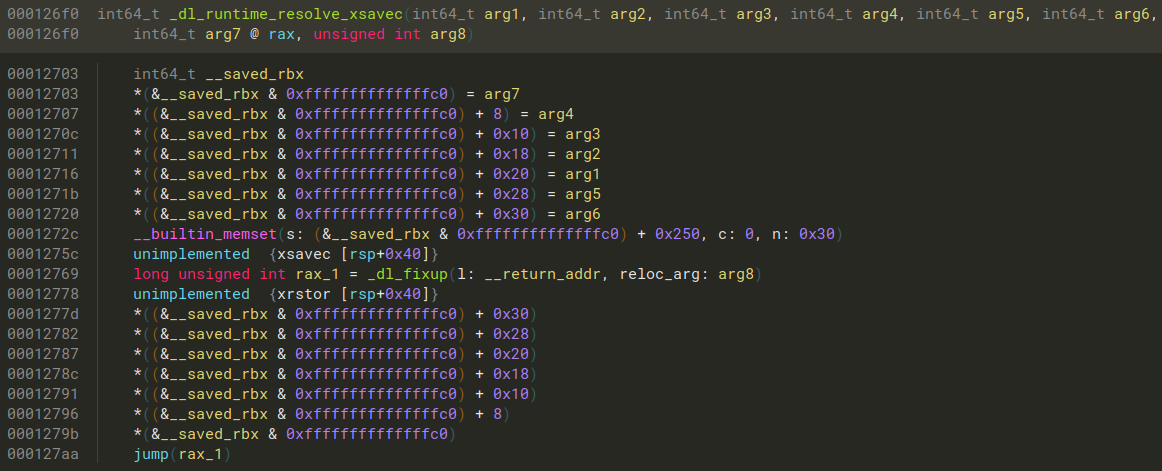 000126f0 int64_t _dl_runtime_resolve_xsavec(int64_t arg1, int64_t arg2, int64_t arg3, int64_t arg4, int64_t arg5, int64_t arg6,
000126f0 int64_t arg7 @ rax, unsigned int arg8)
00012703 int64_t __saved_rbx
00012703 *(&__saved_rbx & 0xffffffffffffffc0) = arg7
00012707 *((&__saved_rbx & 0xffffffffffffffc0) + 8) = arg4
0001270c *((&__saved_rbx & 0xffffffffffffffc0) + 0x10) = arg3
00012711 *((&__saved_rbx & 0xffffffffffffffc0) + 0x18) = arg2
00012716 *((&__saved_rbx & 0xffffffffffffffc0) + 0x20) = arg1
0001271b *((&__saved_rbx & 0xffffffffffffffc0) + 0x28) = arg5
00012720 *((&__saved_rbx & 0xffffffffffffffc0) + 0x30) = arg6
0001272c __builtin_memset(s: (&__saved_rbx & 0xffffffffffffffc0) + 0x250, c: 0, n: 0x30)
0001275c unimplemented {xsavec [rsp+0x40]}
00012769 long unsigned int rax_1 = _dl_fixup(l: __return_addr, reloc_arg: arg8)
00012778 unimplemented {xrstor [rsp+0x40]}
0001277d *((&__saved_rbx & 0xffffffffffffffc0) + 0x30)
00012782 *((&__saved_rbx & 0xffffffffffffffc0) + 0x28)
00012787 *((&__saved_rbx & 0xffffffffffffffc0) + 0x20)
0001278c *((&__saved_rbx & 0xffffffffffffffc0) + 0x18)
00012791 *((&__saved_rbx & 0xffffffffffffffc0) + 0x10)
00012796 *((&__saved_rbx & 0xffffffffffffffc0) + 8)
0001279b *(&__saved_rbx & 0xffffffffffffffc0)
000127aa jump(rax_1)